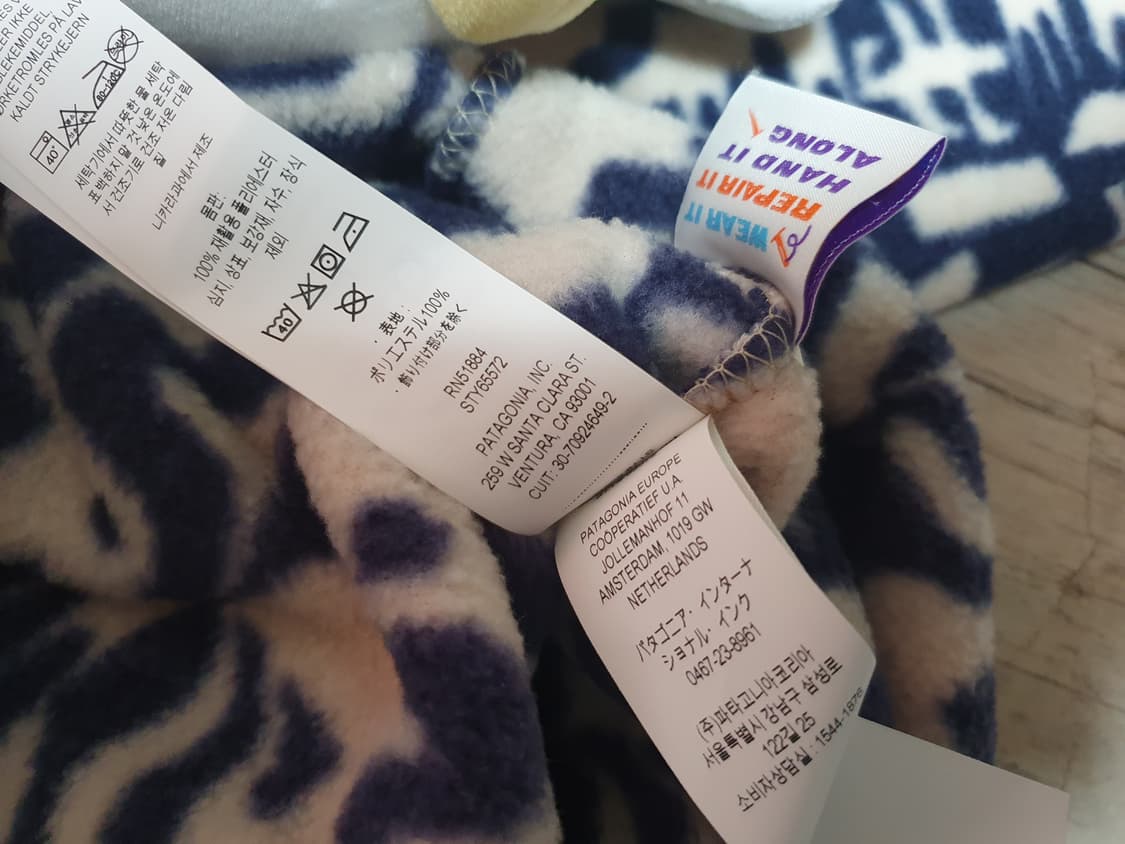 BLEKEMIDDEL,
TØRKETROMLES PÅ LAV
KALDT STRYKEJERN
40°
80~120℃
세탁기에서 따뜻한 물 세탁
표백하지 말 것 낮은 온도에
서 건조기로 건조 저온 다림
질
니카라과에서 제조
몸판:
100% 재활용 폴리에스터
심지, 상표, 보강재, 자수, 장식
제외
40
・表地:
ポリエステル100%
・飾り付け部分を除く
RN51884
STY65572
PATAGONIA, INC.
259 W SANTA CLARA ST.
VENTURA, CA 93001
CUIT: 30-70924649-2
WEAR IT
REPAIR IT
HAND IT
ALONG
PATAGONIA EUROPE
COÖPERATIEF U A
JOLLEMANHOF 11
AMSTERDAM, 1019 GW
NETHERLANDS
パタゴニア・インターナ
ショナル・インク
0467-23-8961
(주)파타고니아코리아
서울특별시 강남구 삼성로
122길 25
소비자상담실 : 1544-1876